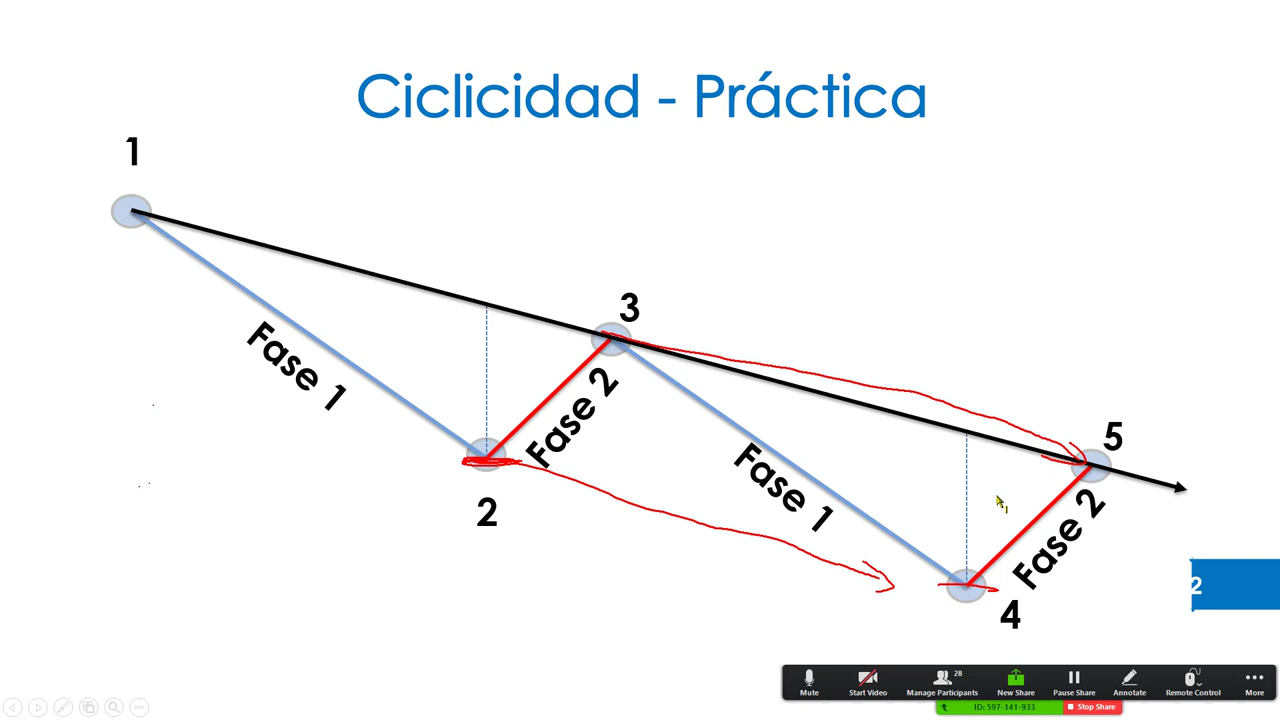 Ciclicidad - Práctica
1
3
5
Fase 1
Fase 2
Fase 1
Fase 2
2
4
2
28
Mute
Start Video
Manage Participants
New Share
Pause Share
Annotate
Remote Control
More
ID: 597-141-933
Stop Share